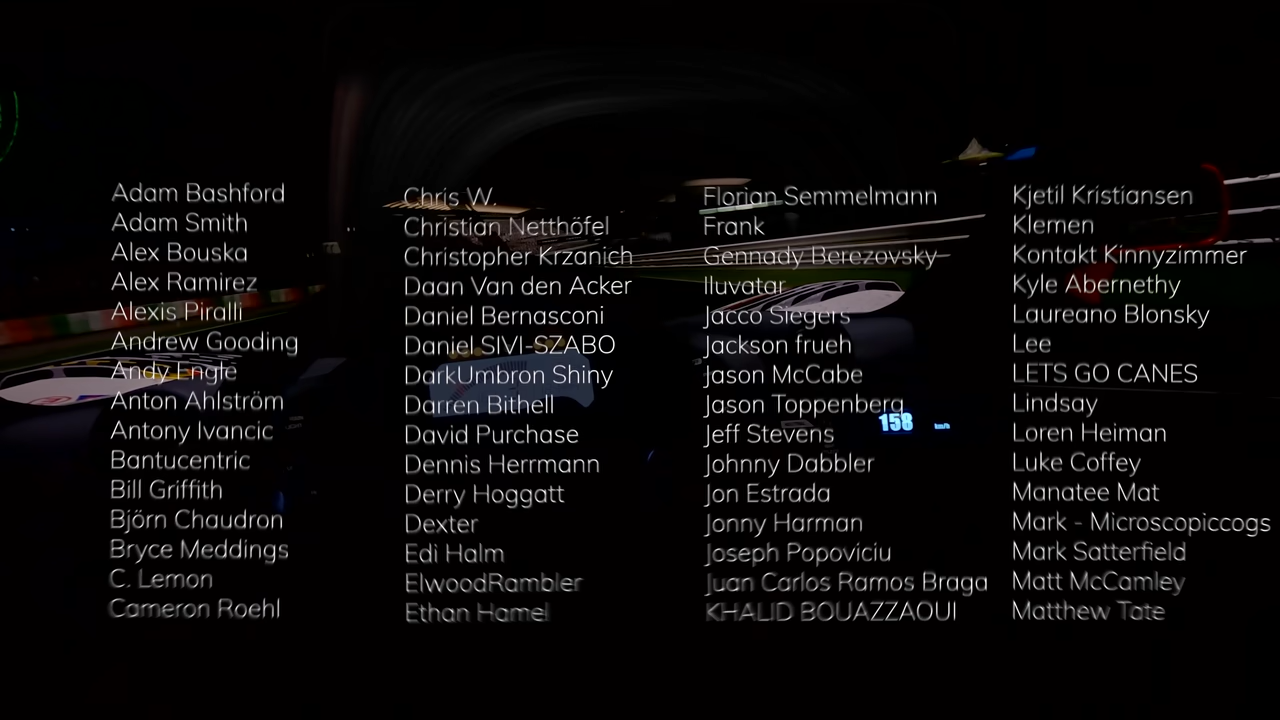 Adam Bashford
Adam Smith
Alex Bouska
Alex Ramirez
Alexis Piralli
Andrew Gooding
Andy Engle
Anton Ahlström
Antony Ivancic
Bantucentric
Bill Griffith
Björn Chaudron
Bryce Meddings
C. Lemon
Cameron Roehl
Chris W.
Christian Netthöfel
Christopher Krzanich
Daan Van den Acker
Daniel Bernasconi
Daniel SIVI-SZABO
DarkUmbron Shiny
Darren Bithell
David Purchase
Dennis Herrmann
Derry Hoggatt
Dexter
Edi Halm
ElwoodRambler
Ethan Hamel
Florian Semmelmann
Frank
Gennady Berezovsky
Iluvatar
Jacco Siegers
Jackson frueh
Jason McCabe
Jason Toppenberg
Jeff Stevens
Johnny Dabbler
Jon Estrada
Jonny Harman
Joseph Popoviciu
Juan Carlos Ramos Braga
KHALID BOUAZZAOUI
158 km/h
Kjetil Kristiansen
Klemen
Kontakt Kinnyzimmer
Kyle Abernethy
Laureano Blonsky
Lee
LETS GO CANES
Lindsay
Loren Heiman
Luke Coffey
Manatee Mat
Mark - Microscopiccogs
Mark Satterfield
Matt McCamley
Matthew Tate